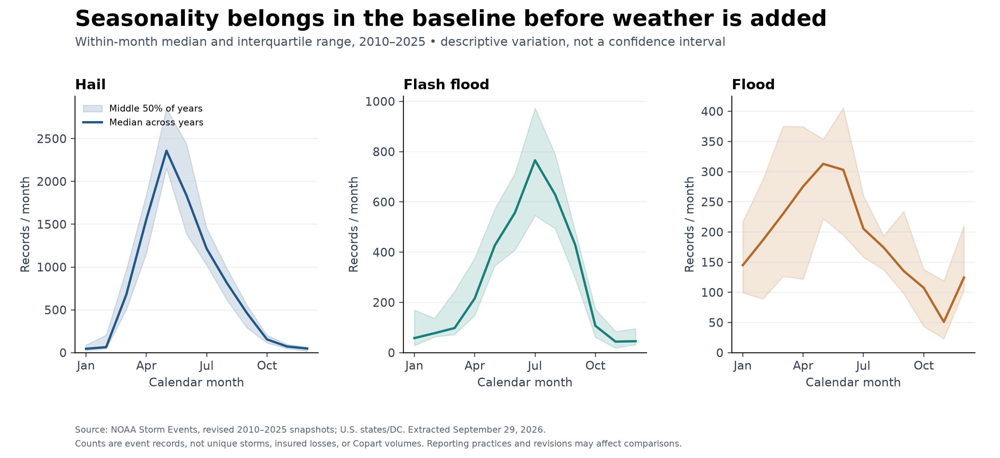 Seasonality belongs in the baseline before weather is added
Within-month median and interquartile range, 2010–2025 • descriptive variation, not a confidence interval
Hail
Middle 50% of years
Median across years
2500
2000
1500
1000
500
0
Records / month
Jan Apr Jul Oct
Calendar month
Flash flood
1000
800
600
400
200
0
Records / month
Jan Apr Jul Oct
Calendar month
Flood
400
350
300
250
200
150
100
50
0
Records / month
Jan Apr Jul Oct
Calendar month
Source: NOAA Storm Events, revised 2010–2025 snapshots; U.S. states/DC. Extracted September 29, 2026.
Counts are event records, not unique storms, insured losses, or Copart volumes. Reporting practices and revisions may affect comparisons.